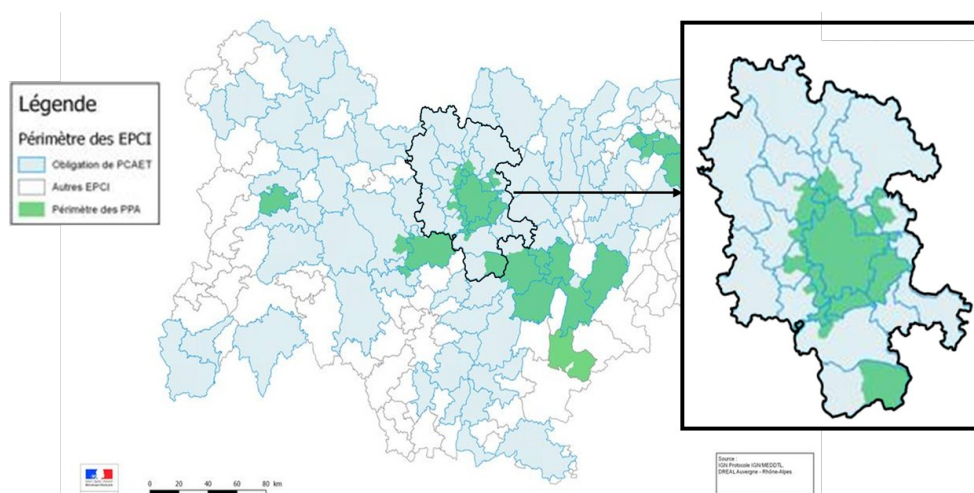 Légende
Périmètre des EPCI
Obligation de PCAET
Autres EPCI
Périmètre des PPA
0 20 40 60 80 km
Source :
IGN Protocole IGN/MEDDTL,
DREAL Auvergne - Rhône-Alpes